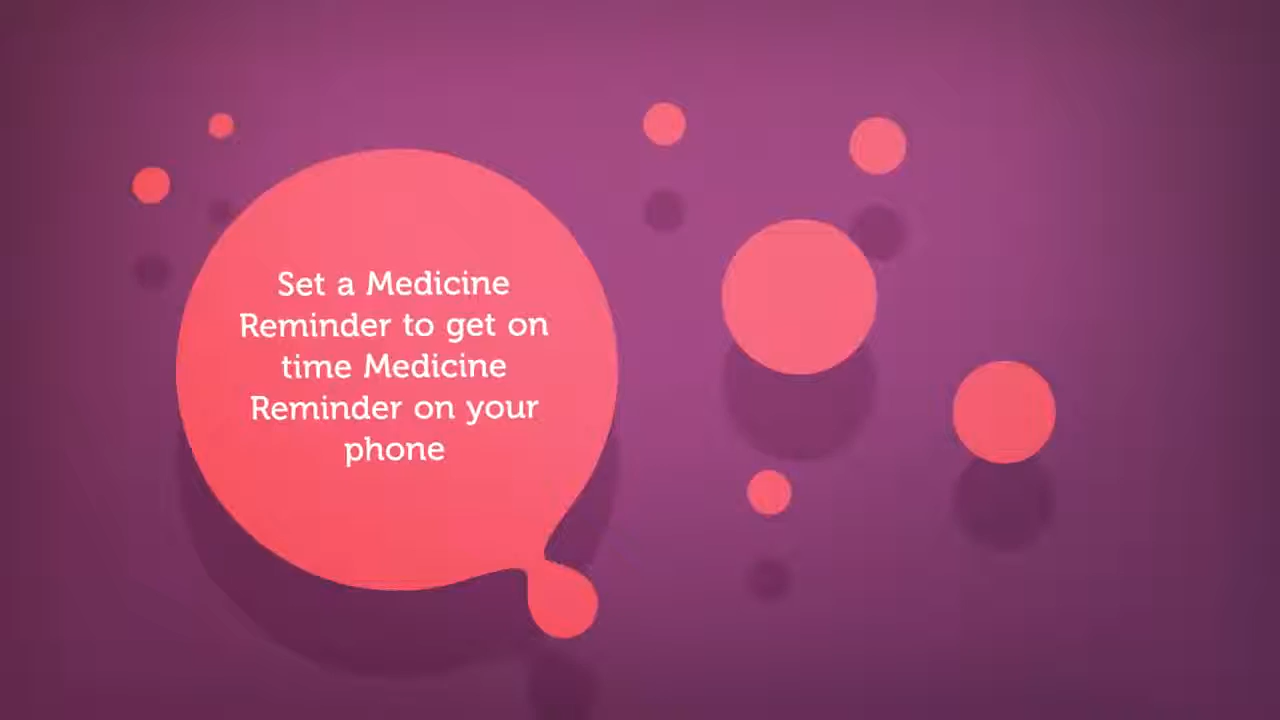 Set a Medicine
Reminder to get on
time Medicine
Reminder on your
phone